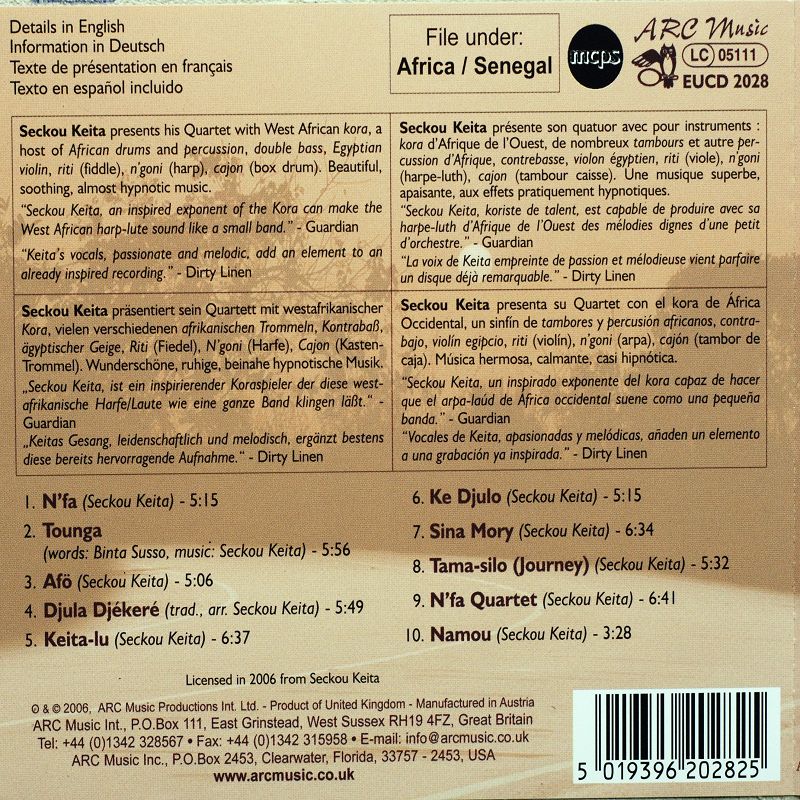 Details in English
Information in Deutsch
Texte de présentation en français
Texto en español incluido
File under:
Africa / Senegal
mcps
ARC Music
LC 05111
EUCD 2028
Seckou Keita presents his Quartet with West African kora, a
host of African drums and percussion, double bass, Egyptian
violin, riti (fiddle), n'goni (harp), cajon (box drum). Beautiful,
soothing, almost hypnotic music.
“Seckou Keita, an inspired exponent of the Kora can make the
West African harp-lute sound like a small band.” - Guardian
“Keita's vocals, passionate and melodic, add an element to
an already inspired recording.” - Dirty Linen
Seckou Keita présente son quatuor avec pour instruments :
kora d'Afrique de l'Ouest, de nombreux tambours et autre per-
cussion d'Afrique, contrebasse, violon égyptien, riti (viole), n'goni
(harpe-luth), cajon (tambour caisse). Une musique superbe,
apaisante, aux effets pratiquement hypnotiques.
“Seckou Keita, koriste de talent, est capable de produire avec sa
harpe-luth d'Afrique de l'Ouest des mélodies dignes d'une petit
d'orchestre.” - Guardian
“La voix de Keita empreinte de passion et mélodieuse vient parfaire
un disque déjà remarquable.” - Dirty Linen
Seckou Keita präsentiert sein Quartett mit westafrikanischer
Kora, vielen verschiedenen afrikanischen Trommeln, Kontrabaß,
ägyptischer Geige, Riti (Fiedel), N'goni (Harfe), Cajon (Kasten-
Trommel). Wunderschöne, ruhige, beinahe hypnotische Musik.
„Seckou Keita, ist ein inspirierender Koraspieler der diese west-
afrikanische Harfe/Laute wie eine ganze Band klingen läßt.“ -
Guardian
„Keitas Gesang, leidenschaftlich und melodisch, ergänzt bestens
diese bereits hervorragende Aufnahme.“ - Dirty Linen
Seckou Keita presenta su Quartet con el kora de África
Occidental, un sinfín de tambores y percusión africanos, contra-
bajo, violín egipcio, riti (violín), n'goni (arpa), cajón (tambor de
caja). Música hermosa, calmante, casi hipnótica.
“Seckou Keita, un inspirado exponente del kora capaz de hacer
que el arpa-laúd de África occidental suene como una pequeña
banda.” - Guardian
“Vocales de Keita, apasionadas y melódicas, añaden un elemento
a una grabación ya inspirada.” - Dirty Linen
1. N'fa (Seckou Keita) - 5:15
2. Tounga
(words: Binta Susso, music: Seckou Keita) - 5:56
3. Afö (Seckou Keita) - 5:06
4. Djula Djékeré (trad., arr. Seckou Keita) - 5:49
5. Keita-lu (Seckou Keita) - 6:37
6. Ke Djulo (Seckou Keita) - 5:15
7. Sina Mory (Seckou Keita) - 6:34
8. Tama-silo (Journey) (Seckou Keita) - 5:32
9. N'fa Quartet (Seckou Keita) - 6:41
10. Namou (Seckou Keita) - 3:28
Licensed in 2006 from Seckou Keita
℗ & © 2006, ARC Music Productions Int. Ltd. - Product of United Kingdom - Manufactured in Austria
ARC Music Int., P.O.Box 111, East Grinstead, West Sussex RH19 4FZ, Great Britain
Tel: +44 (0)1342 328567 • Fax: +44 (0)1342 315958 • E-mail: info@arcmusic.co.uk
ARC Music Inc., P.O.Box 2453, Clearwater, Florida, 33757 - 2453, USA
www.arcmusic.co.uk
5 019396 202825